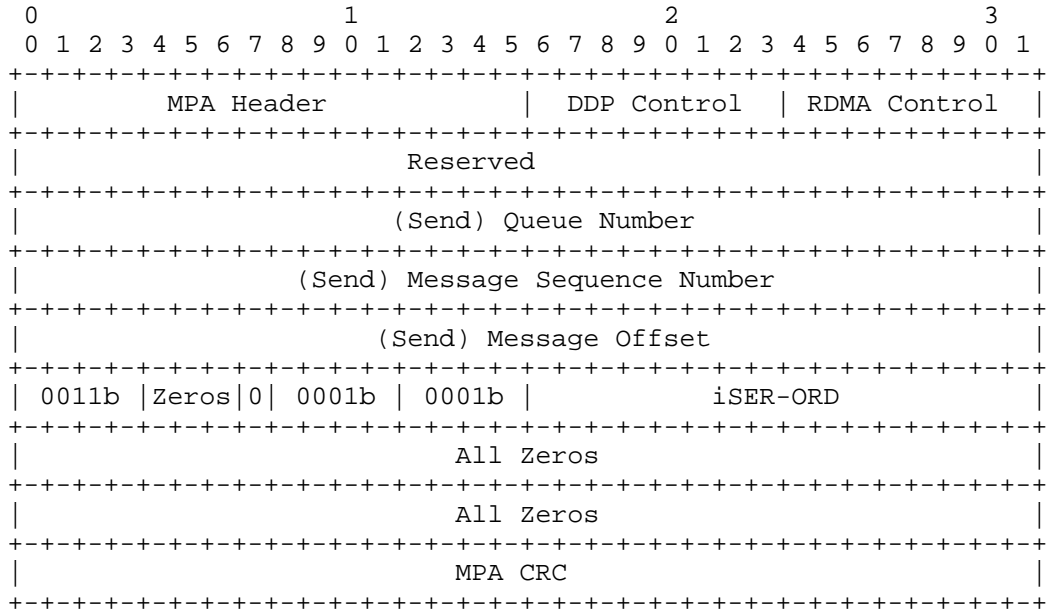 0                   1                   2                   3
 0 1 2 3 4 5 6 7 8 9 0 1 2 3 4 5 6 7 8 9 0 1 2 3 4 5 6 7 8 9 0 1
+-+-+-+-+-+-+-+-+-+-+-+-+-+-+-+-+-+-+-+-+-+-+-+-+-+-+-+-+-+-+-+-+
|         MPA Header            |  DDP Control  | RDMA Control  |
+-+-+-+-+-+-+-+-+-+-+-+-+-+-+-+-+-+-+-+-+-+-+-+-+-+-+-+-+-+-+-+-+
|                        Reserved                               |
+-+-+-+-+-+-+-+-+-+-+-+-+-+-+-+-+-+-+-+-+-+-+-+-+-+-+-+-+-+-+-+-+
|                       (Send) Queue Number                     |
+-+-+-+-+-+-+-+-+-+-+-+-+-+-+-+-+-+-+-+-+-+-+-+-+-+-+-+-+-+-+-+-+
|                 (Send) Message Sequence Number                |
+-+-+-+-+-+-+-+-+-+-+-+-+-+-+-+-+-+-+-+-+-+-+-+-+-+-+-+-+-+-+-+-+
|                      (Send) Message Offset                    |
+-+-+-+-+-+-+-+-+-+-+-+-+-+-+-+-+-+-+-+-+-+-+-+-+-+-+-+-+-+-+-+-+
| 0011b |Zeros|0| 0001b | 0001b |           iSER-ORD            |
+-+-+-+-+-+-+-+-+-+-+-+-+-+-+-+-+-+-+-+-+-+-+-+-+-+-+-+-+-+-+-+-+
|                           All Zeros                           |
+-+-+-+-+-+-+-+-+-+-+-+-+-+-+-+-+-+-+-+-+-+-+-+-+-+-+-+-+-+-+-+-+
|                           All Zeros                           |
+-+-+-+-+-+-+-+-+-+-+-+-+-+-+-+-+-+-+-+-+-+-+-+-+-+-+-+-+-+-+-+-+
|                           MPA CRC                             |
+-+-+-+-+-+-+-+-+-+-+-+-+-+-+-+-+-+-+-+-+-+-+-+-+-+-+-+-+-+-+-+-+